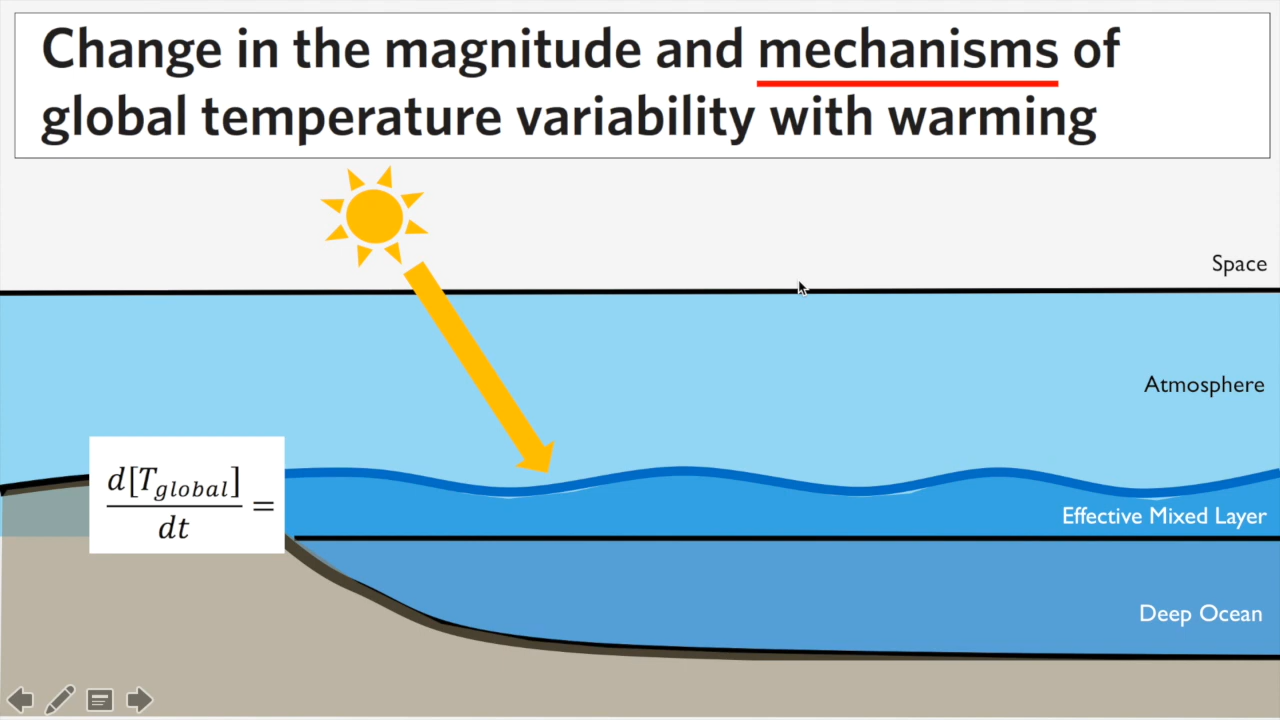 Change in the magnitude and mechanisms of
global temperature variability with warming
Space
Atmosphere
d[T_global]
dt
=
Effective Mixed Layer
Deep Ocean